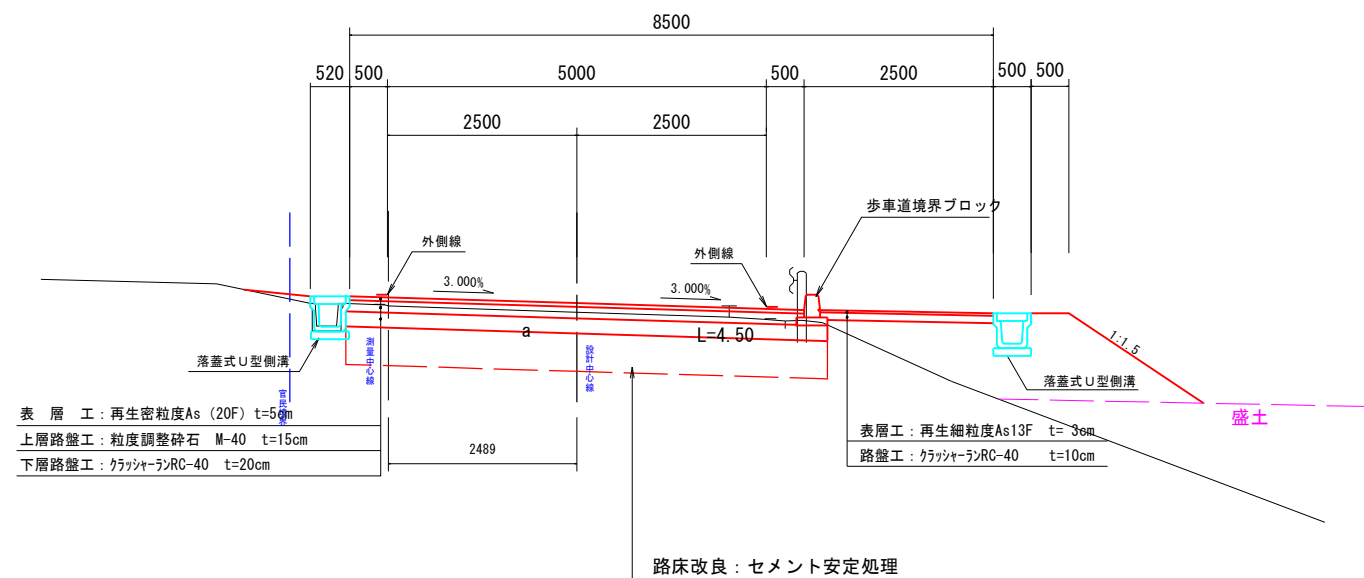 8500
520 500 5000 500 2500 500 500
2500 2500
歩車道境界ブロック
外側線
外側線
3.000%
3.000%
a
L=4.50
1:1.5
測量中心線
設計中心線
落蓋式U型側溝
落蓋式U型側溝
官民境界
盛土
表 層 工：再生密粒度As（20F）t=5cm
上層路盤工：粒度調整砕石 M-40 t=15cm
下層路盤工：ｸﾗｯｼｬｰﾗﾝRC-40 t=20cm
2489
表層工：再生細粒度As13F t= 3cm
路盤工：ｸﾗｯｼｬｰﾗﾝRC-40 t=10cm
路床改良：セメント安定処理